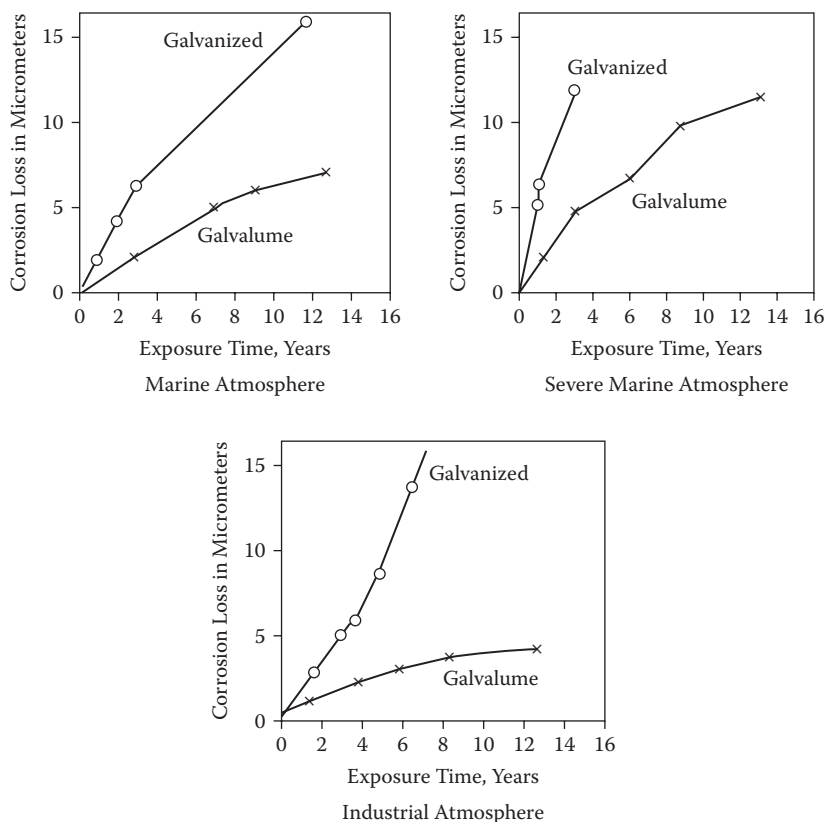 Corrosion Loss in Micrometers
15
10
5
0
Galvanized
Galvalume
0 2 4 6 8 10 12 14 16
Exposure Time, Years
Marine Atmosphere
Corrosion Loss in Micrometers
15
10
5
0
Galvanized
Galvalume
0 2 4 6 8 10 12 14 16
Exposure Time, Years
Severe Marine Atmosphere
Corrosion Loss in Micrometers
15
10
5
0
Galvanized
Galvalume
0 2 4 6 8 10 12 14 16
Exposure Time, Years
Industrial Atmosphere